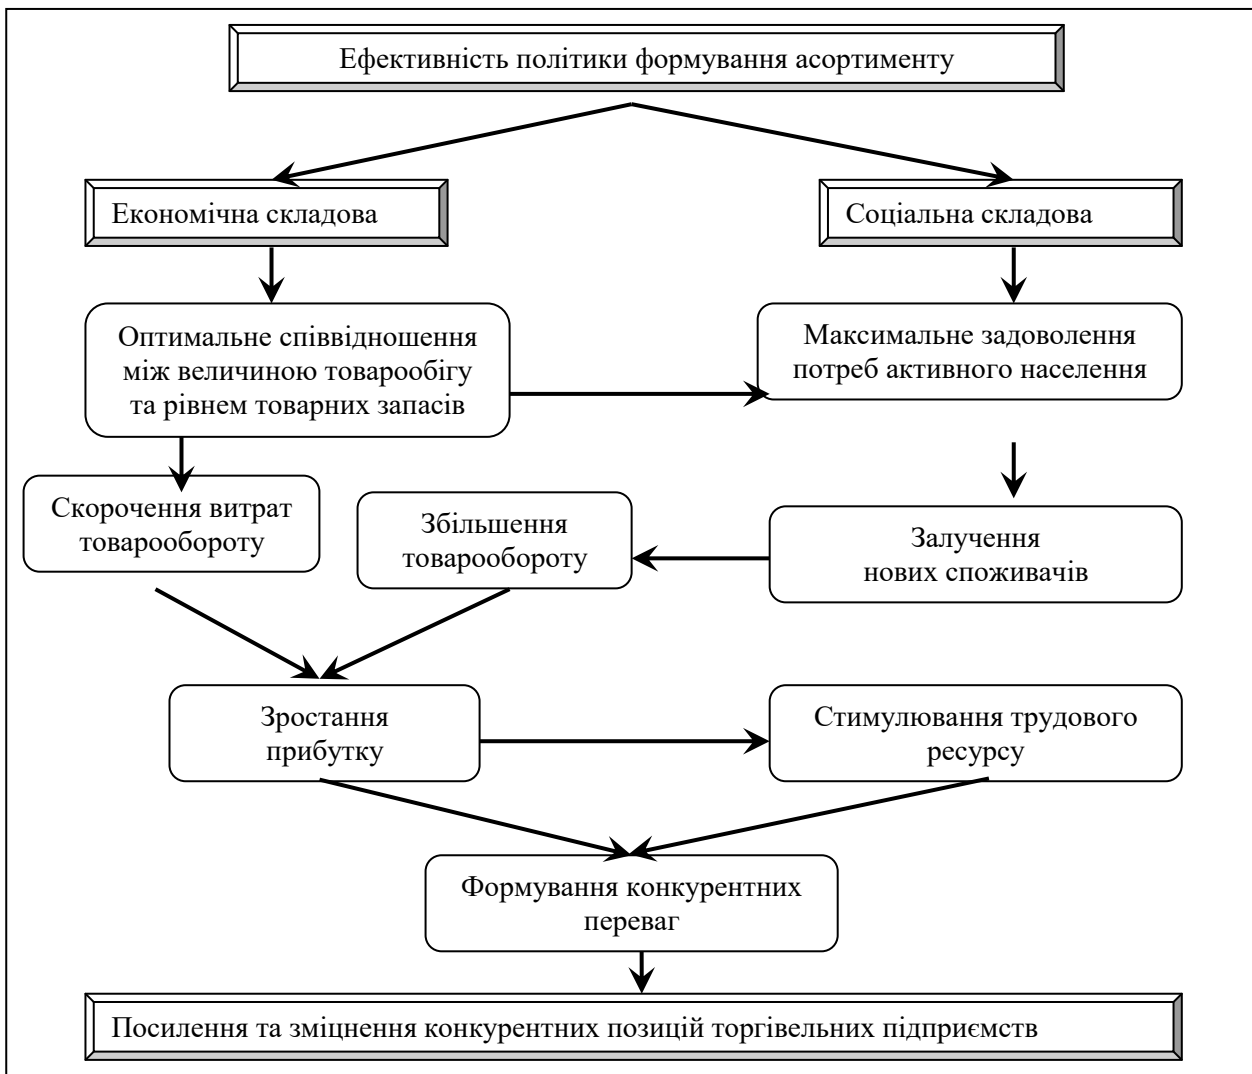 Ефективність політики формування асортименту
Економічна складова
Соціальна складова
Оптимальне співвідношення
між величиною товарообігу
та рівнем товарних запасів
Максимальне задоволення
потреб активного населення
Скорочення витрат
товарообороту
Збільшення
товарообороту
Залучення
нових споживачів
Зростання
прибутку
Стимулювання трудового
ресурсу
Формування конкурентних
переваг
Посилення та зміцнення конкурентних позицій торгівельних підприємств